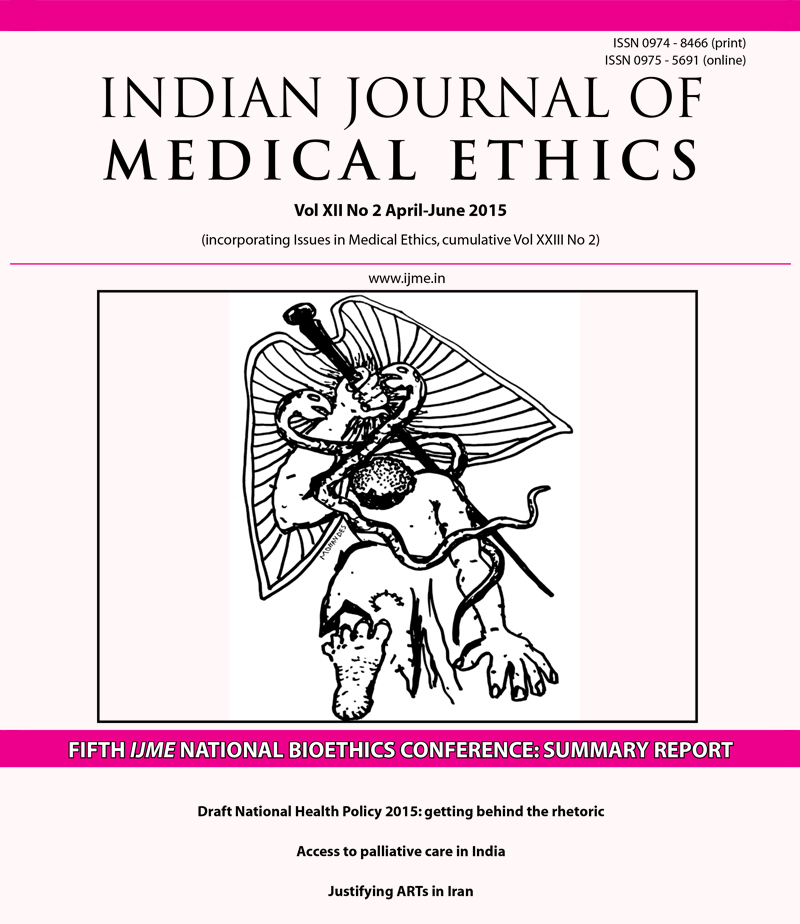 ISSN 0974 - 8466 (print)
ISSN 0975 - 5691 (online)
INDIAN JOURNAL OF
MEDICAL ETHICS
Vol XII No 2 April-June 2015
(incorporating Issues in Medical Ethics, cumulative Vol XXIII No 2)
www.ijme.in
MOHANDES
FIFTH IJME NATIONAL BIOETHICS CONFERENCE: SUMMARY REPORT
Draft National Health Policy 2015: getting behind the rhetoric
Access to palliative care in India
Justifying ARTs in Iran